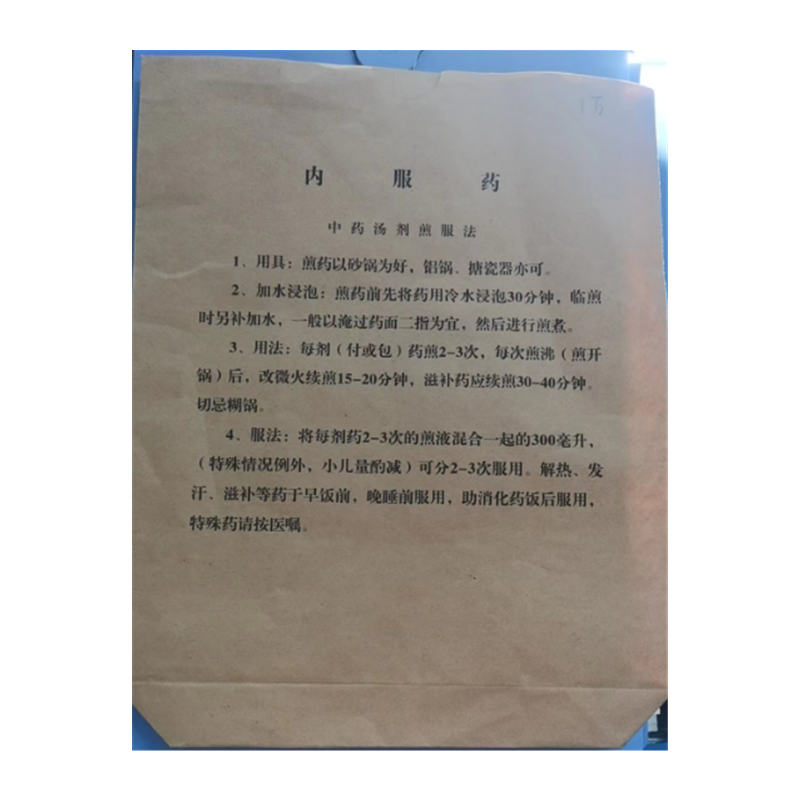 内服药
中药汤剂煎服法
1、用具：煎药以砂锅为好，铝锅、搪瓷器亦可。
2、加水浸泡：煎药前先将药用冷水浸泡30分钟，临煎
时另补加水，一般以淹过药面二指为宜，然后进行煎煮。
3、用法：每剂（付或包）药煎2-3次，每次煎沸（煎开
锅）后，改微火续煎15-20分钟，滋补药应续煎30-40分钟。
切忌糊锅。
4、服法：将每剂药2-3次的煎液混合一起的300毫升，
（特殊情况例外，小儿量酌减）可分2-3次服用。解热、发
汗、滋补等药于早饭前，晚睡前服用，助消化药饭后服用，
特殊药请按医嘱。